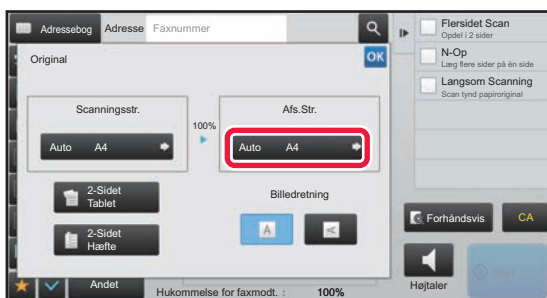 Adressebog
Adresse
Faxnummer
Original
OK
Scanningsstr.
Auto A4
100%
Afs.Str.
Auto A4
2-Sidet
Tablet
2-Sidet
Hæfte
Billedretning
A
A
Andet
Hukommelse for faxmodt. : 100%
Flersidet Scan
Opdel i 2 sider
N-Op
Læg flere sider på én side
Langsom Scanning
Scan tynd papiroriginal
Forhåndsvis
CA
Højtaler
Start